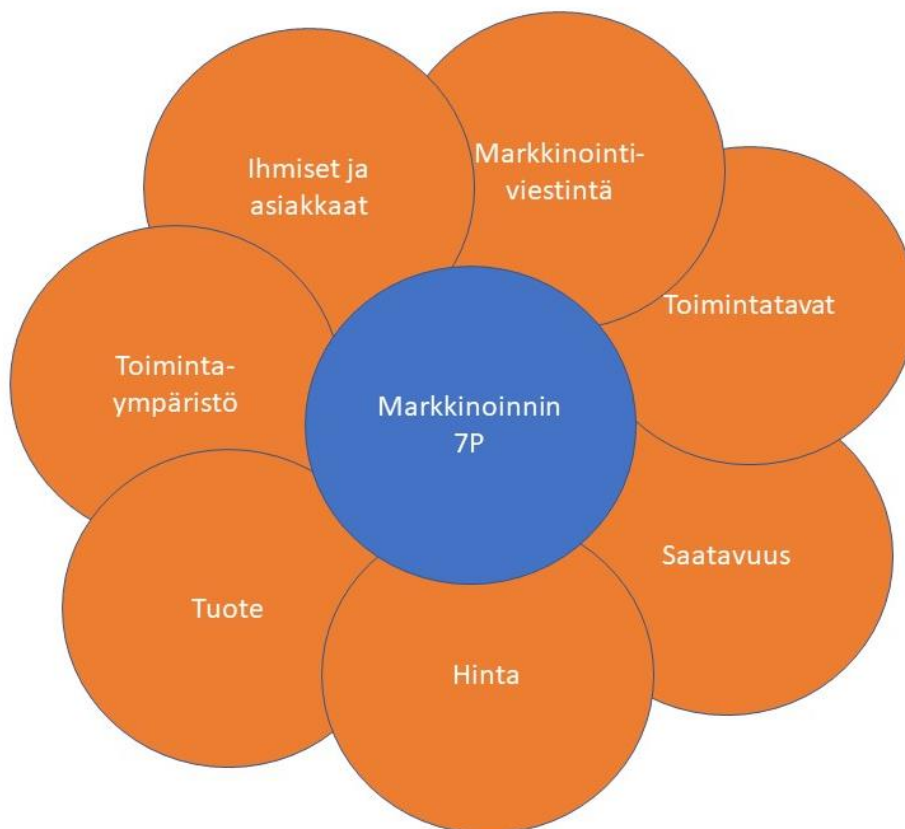 Ihmiset ja
asiakkaat
Markkinointi-
viestintä
Toimintatavat
Toiminta-
ympäristö
Markkinoinnin
7P
Saatavuus
Tuote
Hinta